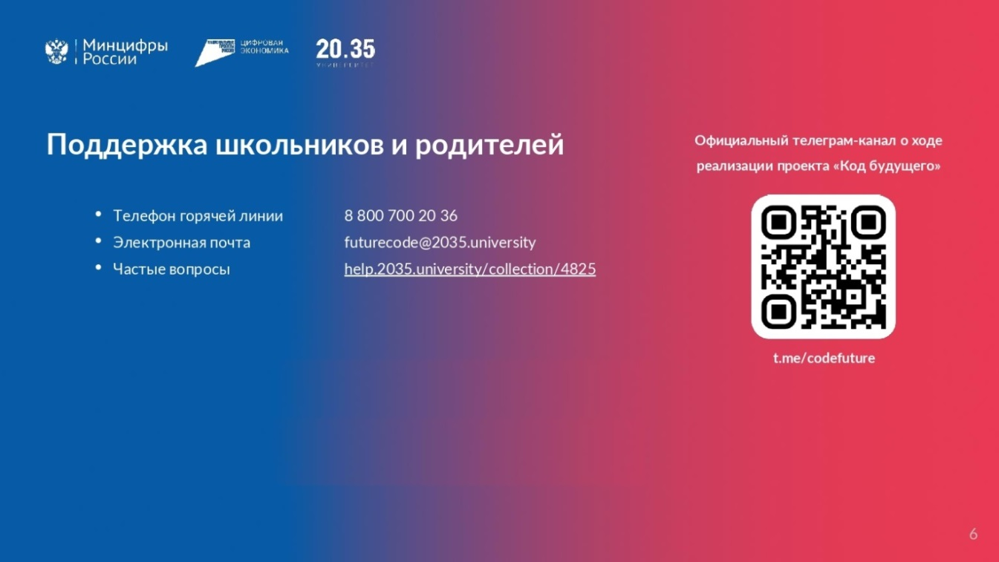 Минцифры
России
ЦИФРОВАЯ
ЭКОНОМИКА
20.35
УНИВЕРСИТЕТ
Поддержка школьников и родителей
• Телефон горячей линии 8 800 700 20 36
• Электронная почта futurecode@2035.university
• Частые вопросы help.2035.university/collection/4825
Официальный телеграм-канал о ходе
реализации проекта «Код будущего»
t.me/codefuture
6